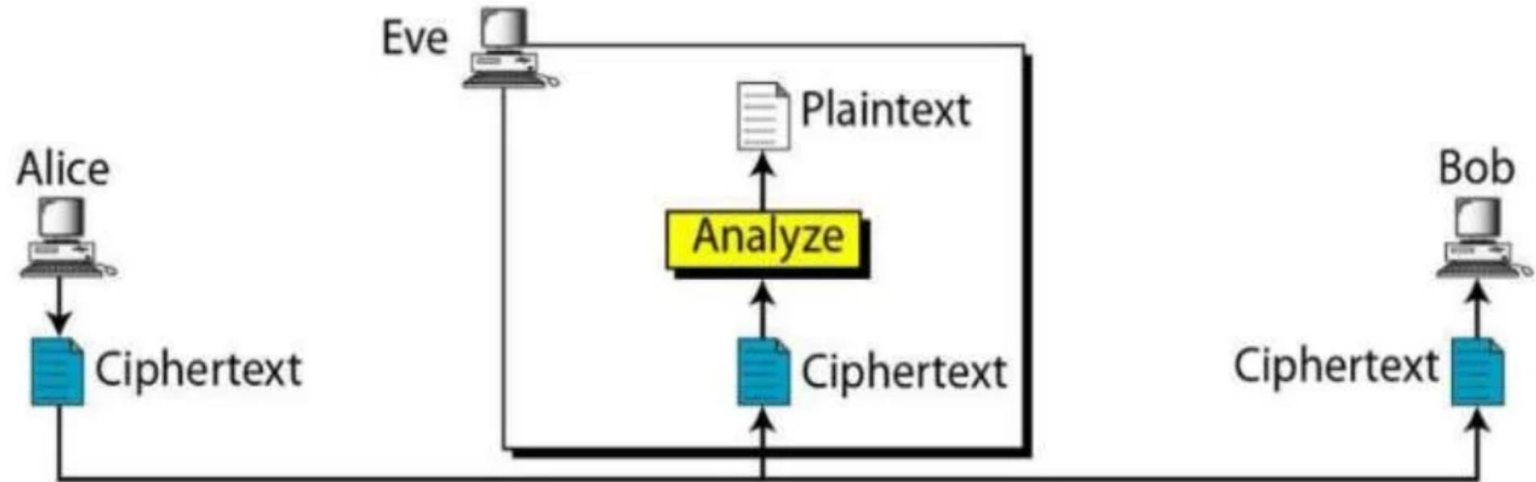 Eve
Plaintext
Alice
Bob
Analyze
Ciphertext
Ciphertext
Ciphertext